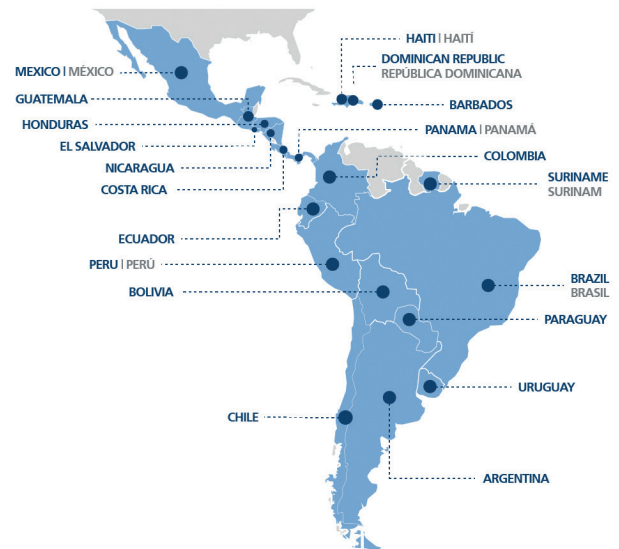 HAITI | HAITÍ
DOMINICAN REPUBLIC
REPÚBLICA DOMINICANA
MEXICO | MÉXICO
GUATEMALA
BARBADOS
HONDURAS
PANAMA | PANAMÁ
EL SALVADOR
COLOMBIA
NICARAGUA
SURINAME
SURINAM
COSTA RICA
ECUADOR
PERU | PERÚ
BRAZIL
BRASIL
BOLIVIA
PARAGUAY
URUGUAY
CHILE
ARGENTINA